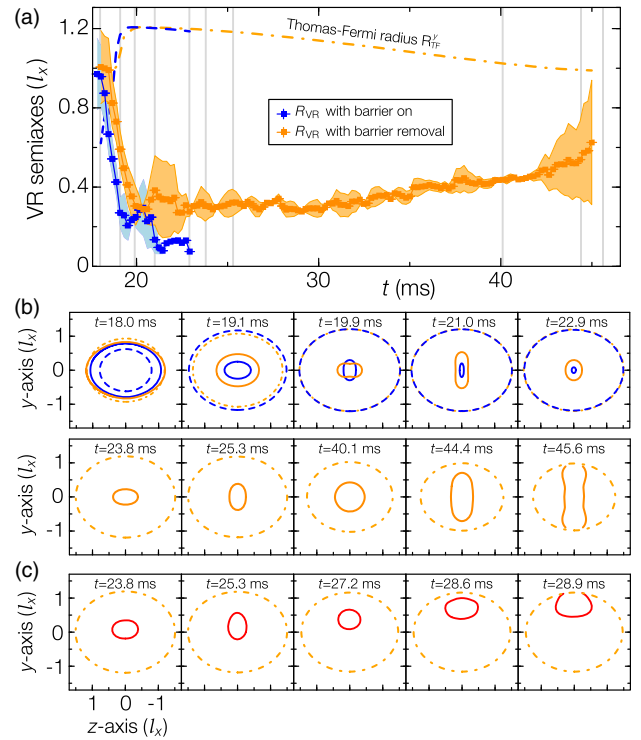 (a)
Thomas-Fermi radius R_TF^y
R_VR with barrier on
R_VR with barrier removal
VR semiaxes (l_x)
1.2
0.8
0.4
0
20
30
40
t (ms)
(b)
t=18.0 ms t=19.1 ms t=19.9 ms t=21.0 ms t=22.9 ms
y-axis (l_x)
1
0
-1
t=23.8 ms t=25.3 ms t=40.1 ms t=44.4 ms t=45.6 ms
y-axis (l_x)
1
0
-1
(c)
t=23.8 ms t=25.3 ms t=27.2 ms t=28.6 ms t=28.9 ms
y-axis (l_x)
1
0
-1
1 0 -1
z-axis (l_x)